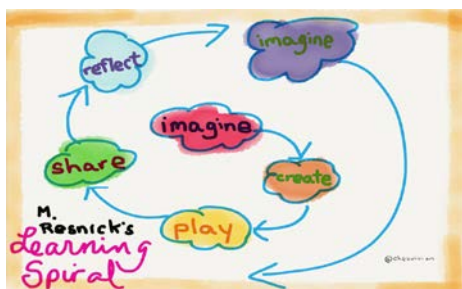 imagine
reflect
imagine
share
create
play
M.
Resnick's
Learning
Spiral